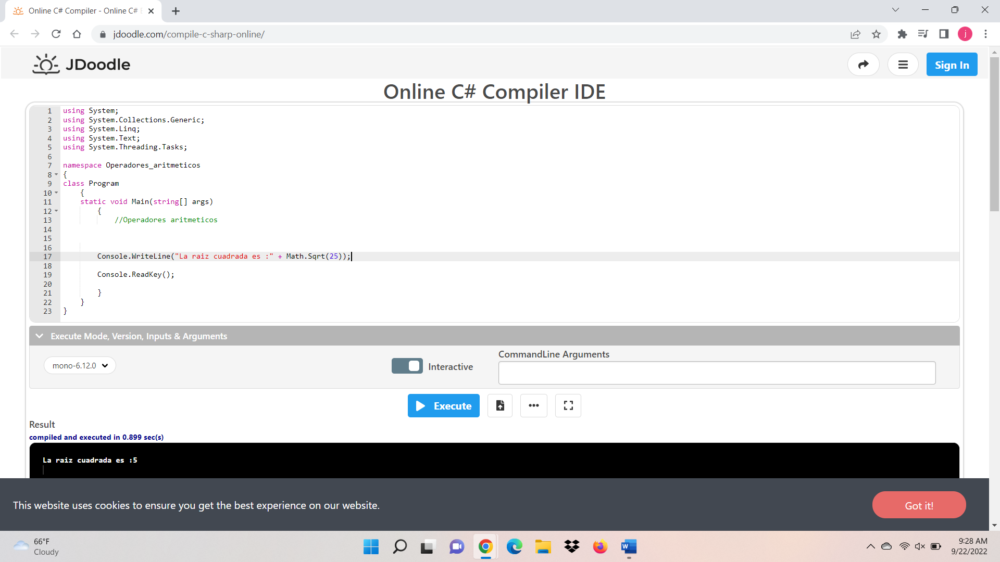 Online C# Compiler - Online C# E
jdoodle.com/compile-c-sharp-online/
j
JDoodle
Sign In
Online C# Compiler IDE
1 using System;
2 using System.Collections.Generic;
3 using System.Linq;
4 using System.Text;
5 using System.Threading.Tasks;
6
7 namespace Operadores_aritmeticos
8 {
9 class Program
10 {
11 static void Main(string[] args)
12 {
13 //Operadores aritmeticos
14
15
16
17 Console.WriteLine("La raiz cuadrada es :" + Math.Sqrt(25));
18
19 Console.ReadKey();
20
21 }
22 }
23 }
Execute Mode, Version, Inputs & Arguments
CommandLine Arguments
mono-6.12.0
Interactive
Execute
Result
compiled and executed in 0.899 sec(s)
La raiz cuadrada es :5
This website uses cookies to ensure you get the best experience on our website.
Got it!
66°F
Cloudy
W
9:28 AM
9/22/2022